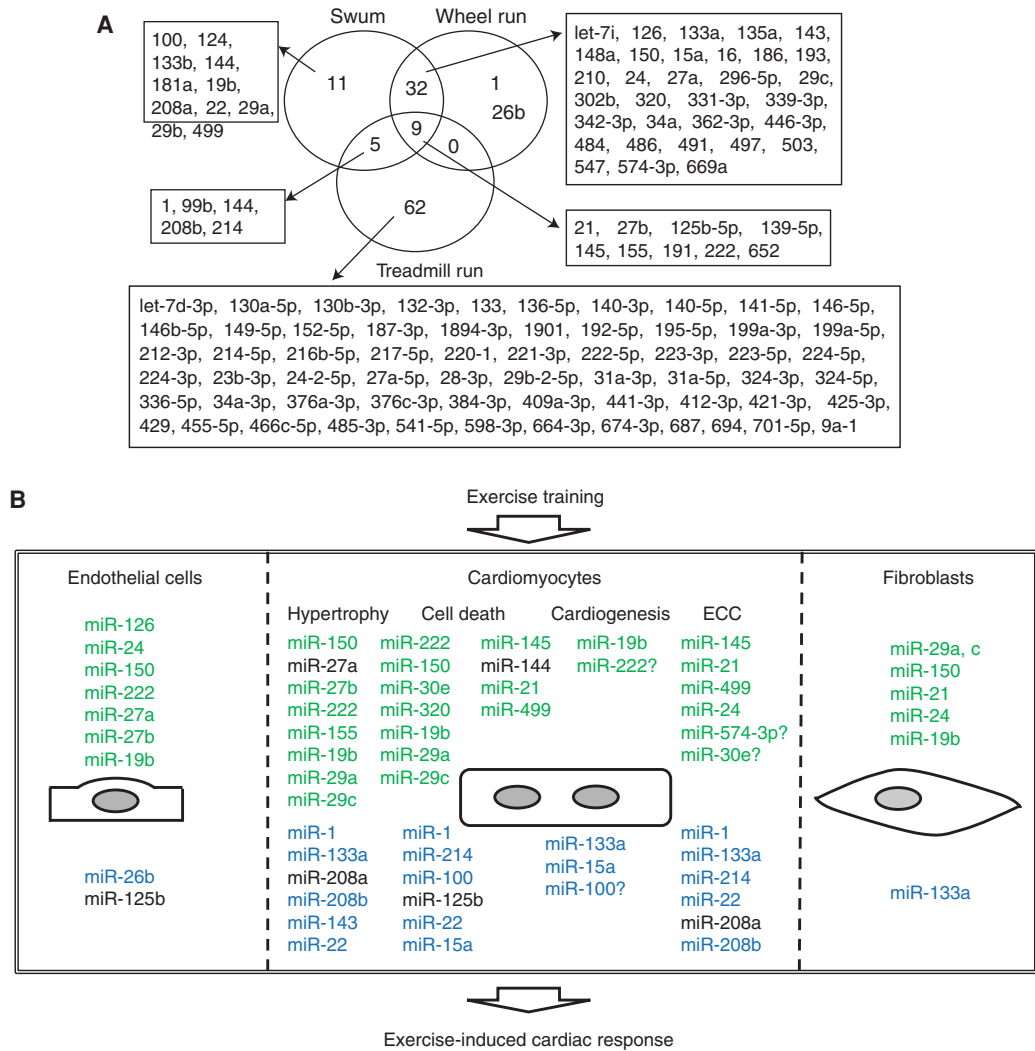 A
Swum
Wheel run
100, 124,
133b, 144,
181a, 19b,
208a, 22, 29a,
29b, 499
11
32
1
26b
5
9
0
62
let-7i, 126, 133a, 135a, 143,
148a, 150, 15a, 16, 186, 193,
210, 24, 27a, 296-5p, 29c,
302b, 320, 331-3p, 339-3p,
342-3p, 34a, 362-3p, 446-3p,
484, 486, 491, 497, 503,
547, 574-3p, 669a
1, 99b, 144,
208b, 214
21, 27b, 125b-5p, 139-5p,
145, 155, 191, 222, 652
Treadmill run
let-7d-3p, 130a-5p, 130b-3p, 132-3p, 133, 136-5p, 140-3p, 140-5p, 141-5p, 146-5p,
146b-5p, 149-5p, 152-5p, 187-3p, 1894-3p, 1901, 192-5p, 195-5p, 199a-3p, 199a-5p,
212-3p, 214-5p, 216b-5p, 217-5p, 220-1, 221-3p, 222-5p, 223-3p, 223-5p, 224-5p,
224-3p, 23b-3p, 24-2-5p, 27a-5p, 28-3p, 29b-2-5p, 31a-3p, 31a-5p, 324-3p, 324-5p,
336-5p, 34a-3p, 376a-3p, 376c-3p, 384-3p, 409a-3p, 441-3p, 412-3p, 421-3p, 425-3p,
429, 455-5p, 466c-5p, 485-3p, 541-5p, 598-3p, 664-3p, 674-3p, 687, 694, 701-5p, 9a-1
B
Exercise training
Endothelial cells
miR-126
miR-24
miR-150
miR-222
miR-27a
miR-27b
miR-19b
miR-26b
miR-125b
Cardiomyocytes
Hypertrophy
Cell death
Cardiogenesis
ECC
miR-150 miR-222 miR-145 miR-19b miR-145
miR-27a miR-150 miR-144 miR-222? miR-21
miR-27b miR-30e miR-21 miR-499
miR-222 miR-320 miR-499 miR-24
miR-155 miR-19b miR-574-3p?
miR-19b miR-29a miR-30e?
miR-29a miR-29c
miR-29c
miR-1 miR-1 miR-133a miR-1
miR-133a miR-214 miR-15a miR-133a
miR-208a miR-100 miR-100? miR-214
miR-208b miR-125b miR-22
miR-143 miR-22 miR-208a
miR-22 miR-15a miR-208b
Fibroblasts
miR-29a, c
miR-150
miR-21
miR-24
miR-19b
miR-133a
Exercise-induced cardiac response